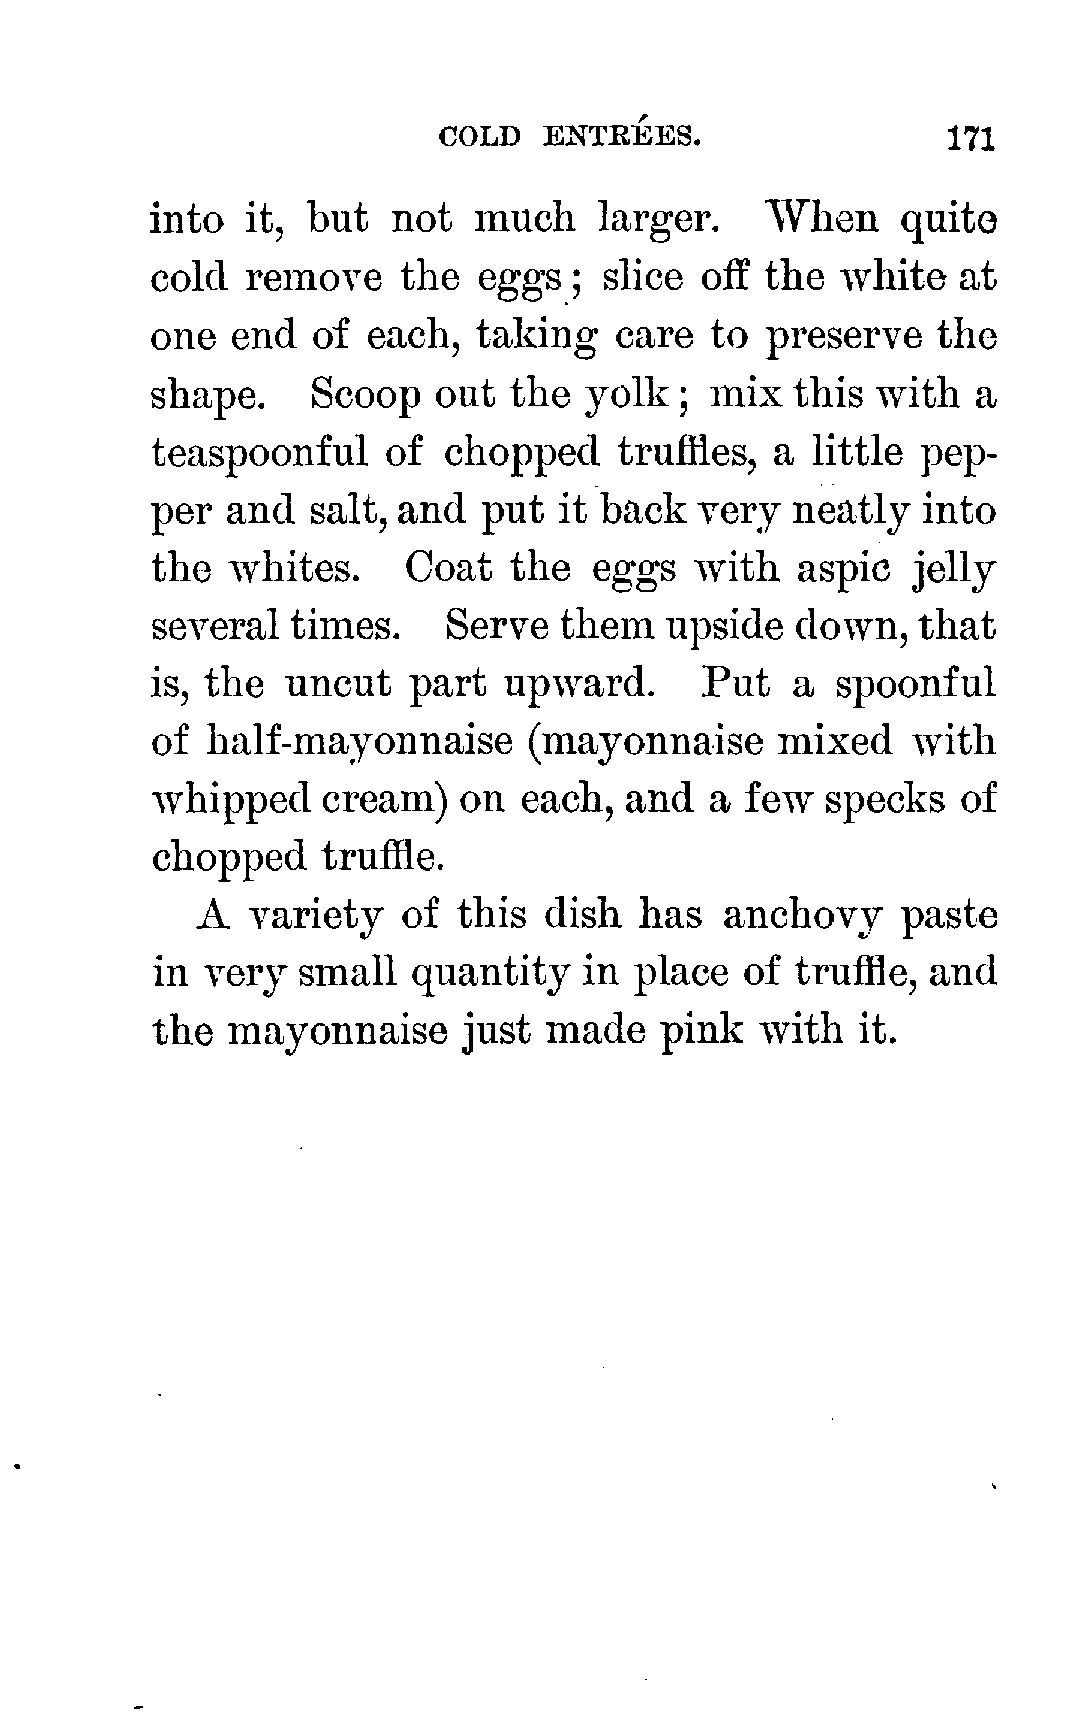 COLD ENTRÉES. 171
into it, but not much larger. When quite
cold remove the eggs; slice off the white at
one end of each, taking care to preserve the
shape. Scoop out the yolk; mix this with a
teaspoonful of chopped truffles, a little pep-
per and salt, and put it back very neatly into
the whites. Coat the eggs with aspic jelly
several times. Serve them upside down, that
is, the uncut part upward. Put a spoonful
of half-mayonnaise (mayonnaise mixed with
whipped cream) on each, and a few specks of
chopped truffle.
A variety of this dish has anchovy paste
in very small quantity in place of truffle, and
the mayonnaise just made pink with it.